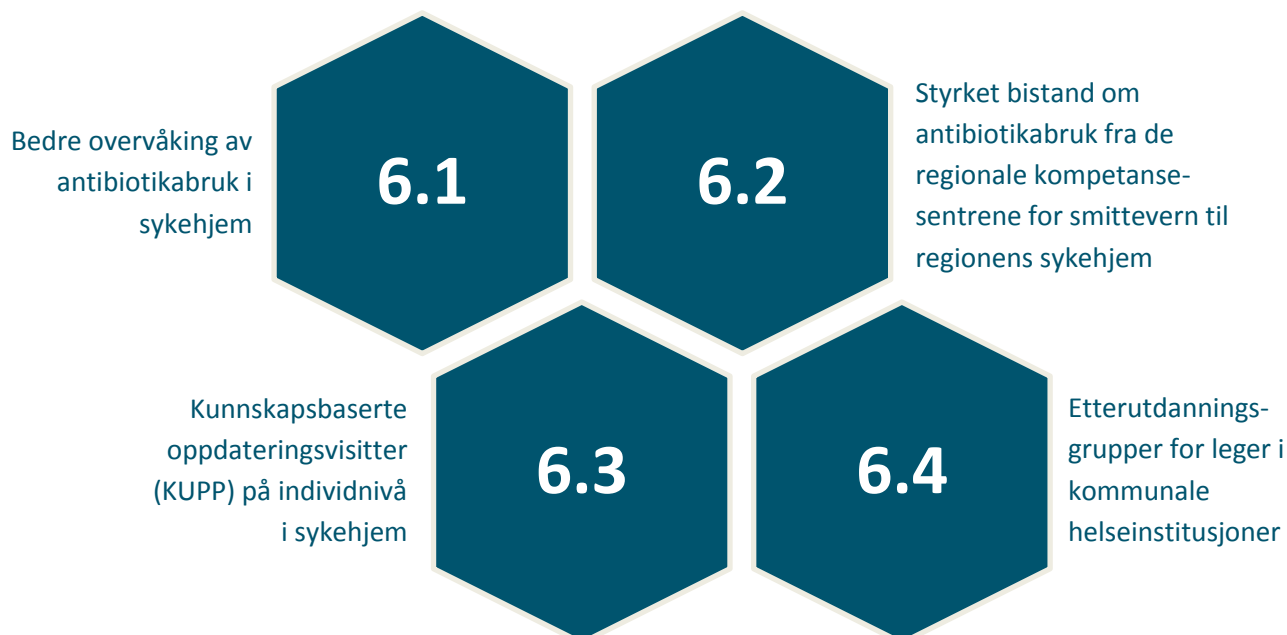 Bedre overvåking av
antibiotikabruk i
sykehjem
6.1
6.2
Styrket bistand om
antibiotikabruk fra de
regionale kompetanse-
sentrene for smittevern til
regionens sykehjem
Kunnskapsbaserte
oppdateringsvisitter
(KUPP) på individnivå
i sykehjem
6.3
6.4
Etterutdannings-
grupper for leger i
kommunale
helseinstitusjoner